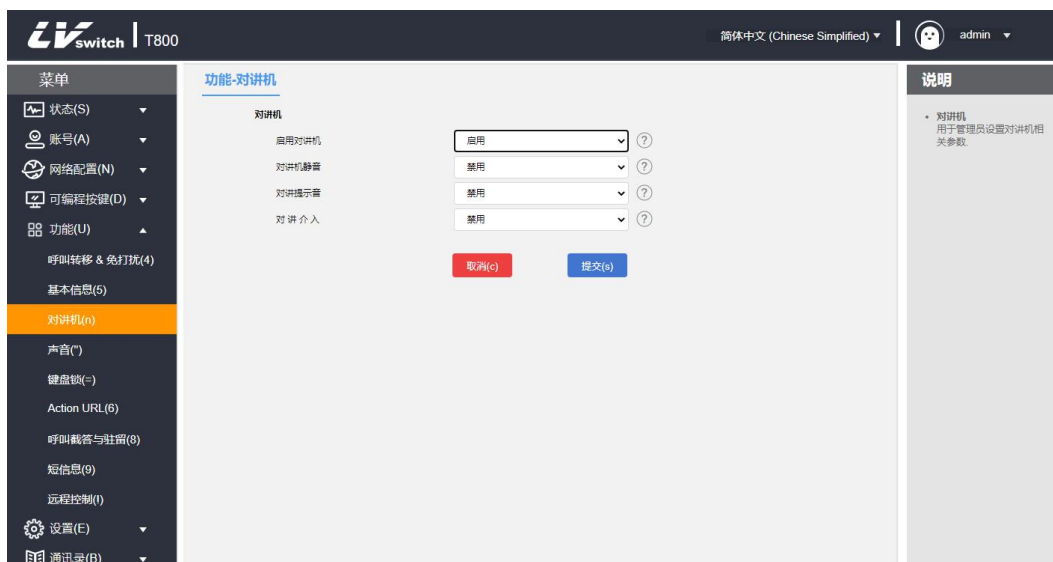 LVswitch T800
简体中文 (Chinese Simplified)
admin
菜单
状态(S)
账号(A)
网络配置(N)
可编程按键(D)
功能(U)
呼叫转移 & 免打扰(4)
基本信息(5)
对讲机(n)
声音(")
键盘锁(=)
Action URL(6)
呼叫截答与驻留(8)
短信息(9)
远程控制(!)
设置(E)
通讯录(B)
功能-对讲机
对讲机
启用对讲机 启用 ?
对讲机静音 禁用 ?
对讲提示音 禁用 ?
对讲介入 禁用 ?
取消(c) 提交(s)
说明
对讲机
用于管理员设置对讲机相
关参数.